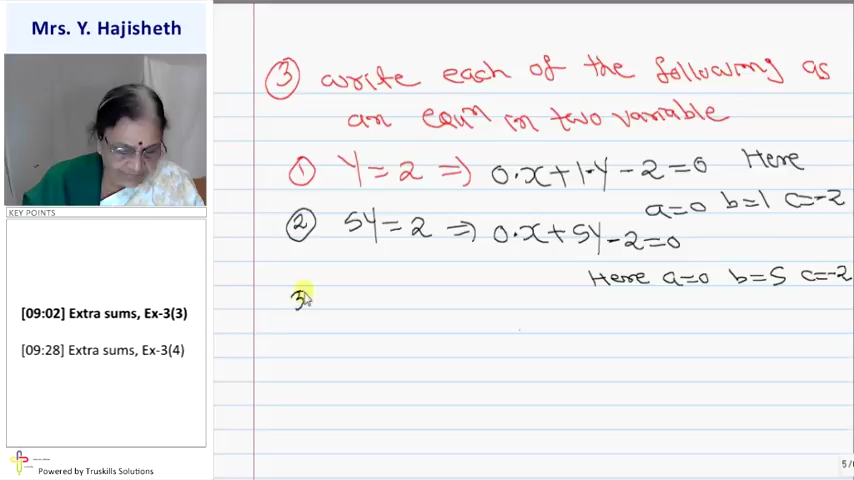 Mrs. Y. Hajisheth
KEY POINTS
[09:02] Extra sums, Ex-3(3)
[09:28] Extra sums, Ex-3(4)
Powered by Truskills Solutions
③ write each of the following as
an equn in two variable
① Y=2 ⇒ 0·x+1·Y-2=0 Here
a=0 b=1 c=-2
② 5Y=2 ⇒ 0·x+5Y-2=0
Here a=0 b=5 c=-2
3